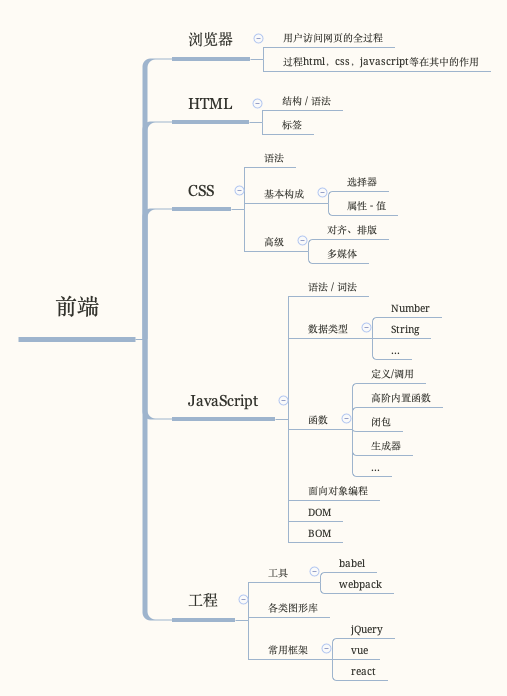 前端
浏览器
用户访问网页的全过程
过程html，css，javascript等在其中的作用
HTML
结构 / 语法
标签
CSS
语法
基本构成
选择器
属性 - 值
高级
对齐、排版
多媒体
JavaScript
语法 / 词法
数据类型
Number
String
...
函数
定义/调用
高阶内置函数
闭包
生成器
...
面向对象编程
DOM
BOM
工程
工具
babel
webpack
各类图形库
常用框架
jQuery
vue
react